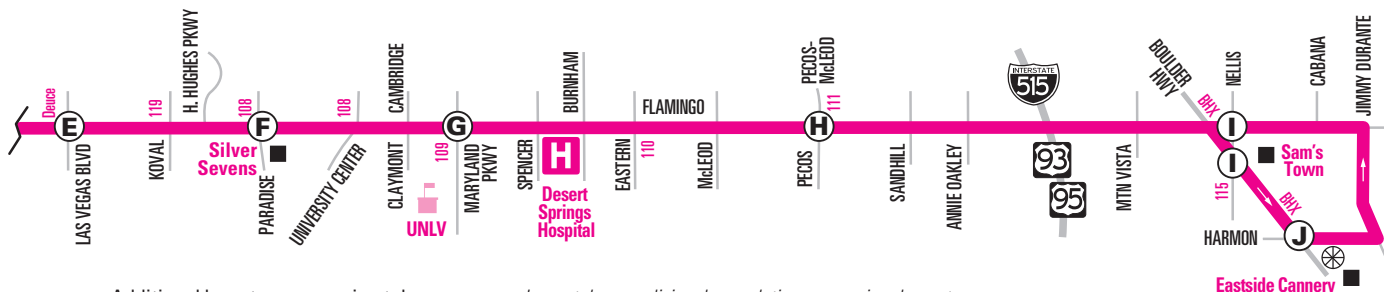 Deuce
E
LAS VEGAS BLVD
119
KOVAL
H. HUGHES PKWY
108
F
Silver
Sevens
PARADISE
108
UNIVERSITY CENTER
CAMBRIDGE
CLAYMONT
UNLV
G
109
MARYLAND
PKWY
SPENCER
H
Desert
Springs
Hospital
BURNHAM
EASTERN
110
FLAMINGO
McLEOD
PECOS-
McLEOD
111
H
PECOS
SANDHILL
ANNIE OAKLEY
INTERSTATE
515
93
95
MTN VISTA
BOULDER
HWY
BHX
NELLIS
I
I
115
Sam's
Town
BHX
CABANA
JIMMY DURANTE
HARMON
J
Eastside Cannery